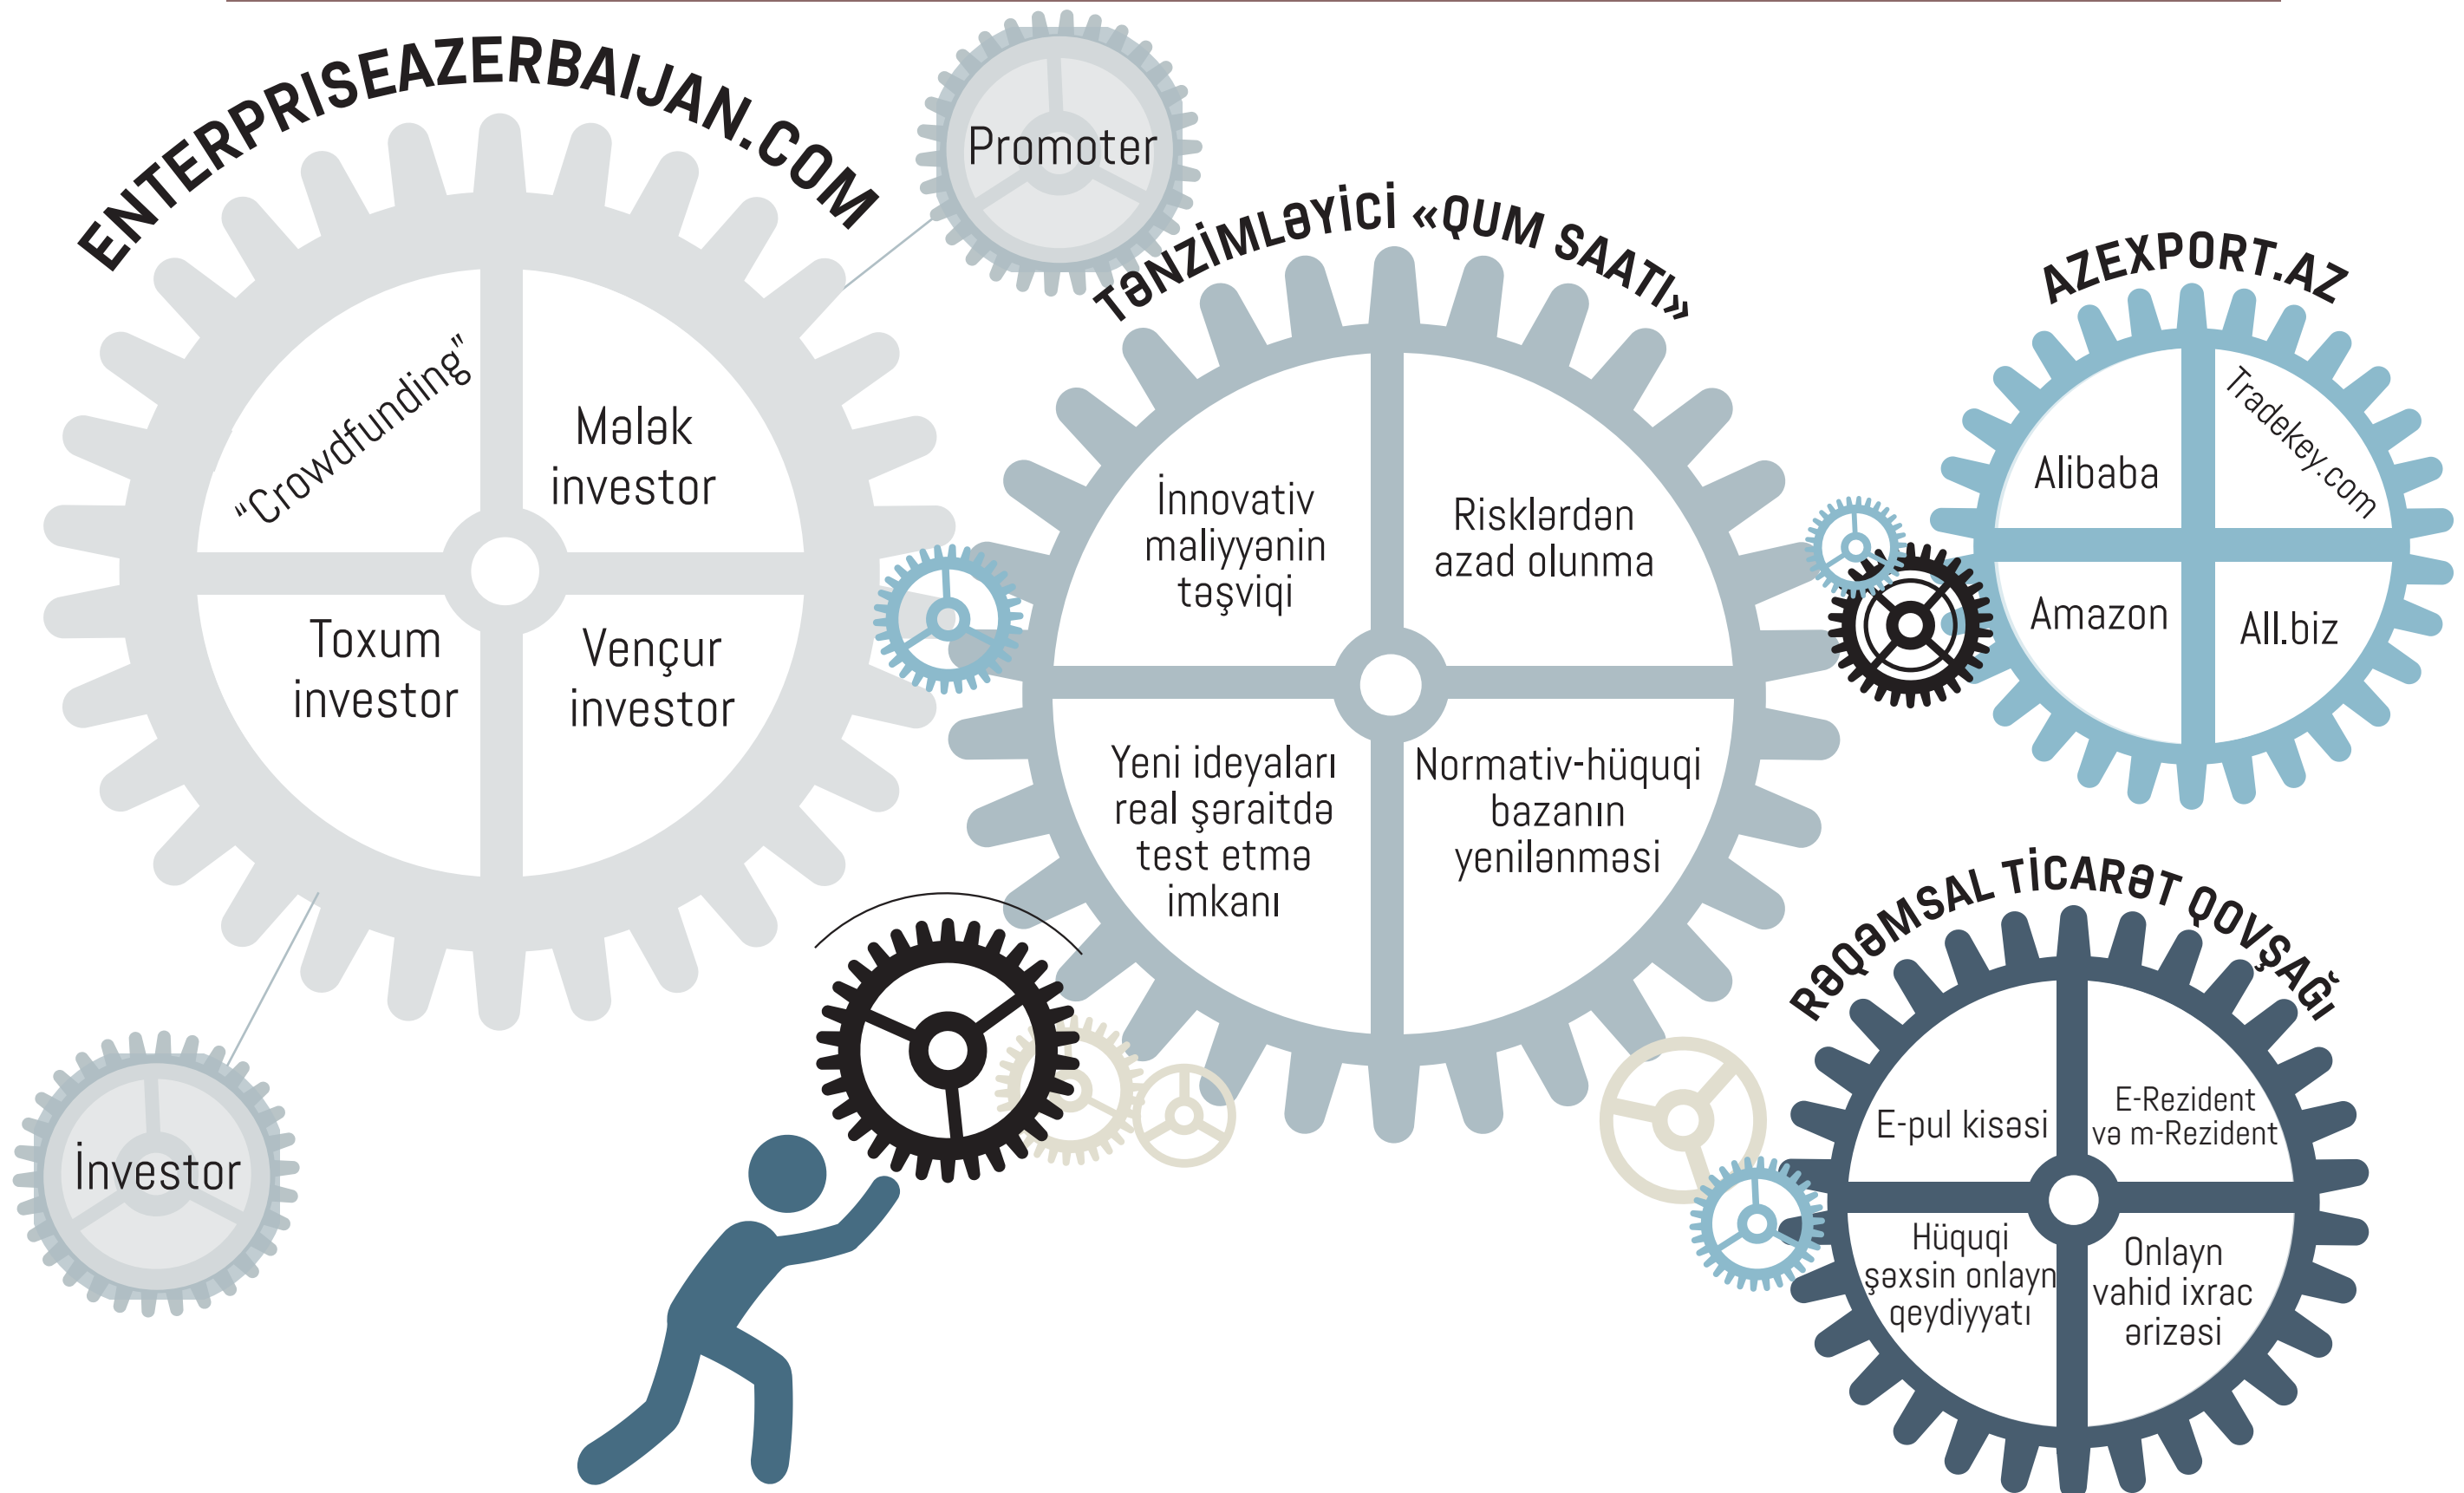 ENTERPRISEAZERBAIJAN.COM
Promoter
"Crowdfunding"
Mələk
investor
Toxum
investor
Vençur
investor
İnvestor
TƏNZİMLƏYİCİ «QUM SAATI»
İnnovativ
maliyyənin
təşviqi
Risklərdən
azad olunma
Yeni ideyaları
real şəraitdə
test etmə
imkanı
Normativ-hüquqi
bazanın
yenilənməsi
AZEXPORT.AZ
Alibaba
Tradekey.com
Amazon
All.biz
RƏQƏMSAL TİCARƏT QOVŞAĞI
E-pul kisəsi
E-Rezident
və m-Rezident
Hüquqi
şəxsin onlayn
qeydiyyatı
Onlayn
vahid ixrac
ərizəsi